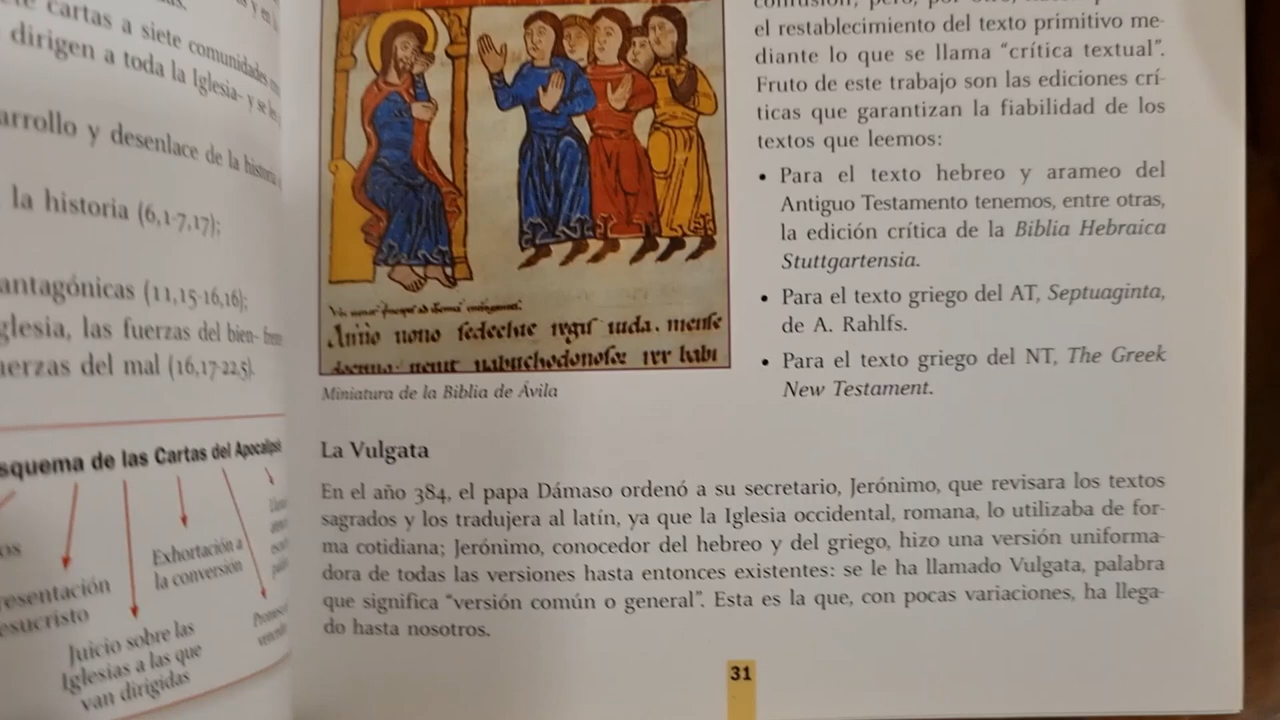 cartas a siete comunidades
dirigen a toda la Iglesia- y se
y desenlace de la historia
la historia (6,1-7,17);
antagónicas (11,15-16,16);
las fuerzas del bien-
del mal (16,17-22,5).
de las Cartas del
Exhortación a
la conversión
Juicio sobre las
Iglesias a las que
van dirigidas
Anno nono sedechie regis iuda. mense
Miniatura de la Biblia de Ávila
el restablecimiento del texto primitivo me-
diante lo que se llama "crítica textual".
Fruto de este trabajo son las ediciones crí-
ticas que garantizan la fiabilidad de los
textos que leemos:
• Para el texto hebreo y arameo del
Antiguo Testamento tenemos, entre otras,
la edición crítica de la Biblia Hebraica
Stuttgartensia.
• Para el texto griego del AT, Septuaginta,
de A. Rahlfs.
• Para el texto griego del NT, The Greek
New Testament.
La Vulgata
En el año 384, el papa Dámaso ordenó a su secretario, Jerónimo, que revisara los textos
sagrados y los tradujera al latín, ya que la Iglesia occidental, romana, lo utilizaba de for-
ma cotidiana; Jerónimo, conocedor del hebreo y del griego, hizo una versión uniforma-
dora de todas las versiones hasta entonces existentes: se le ha llamado Vulgata, palabra
que significa "versión común o general". Esta es la que, con pocas variaciones, ha llega-
do hasta nosotros.
31